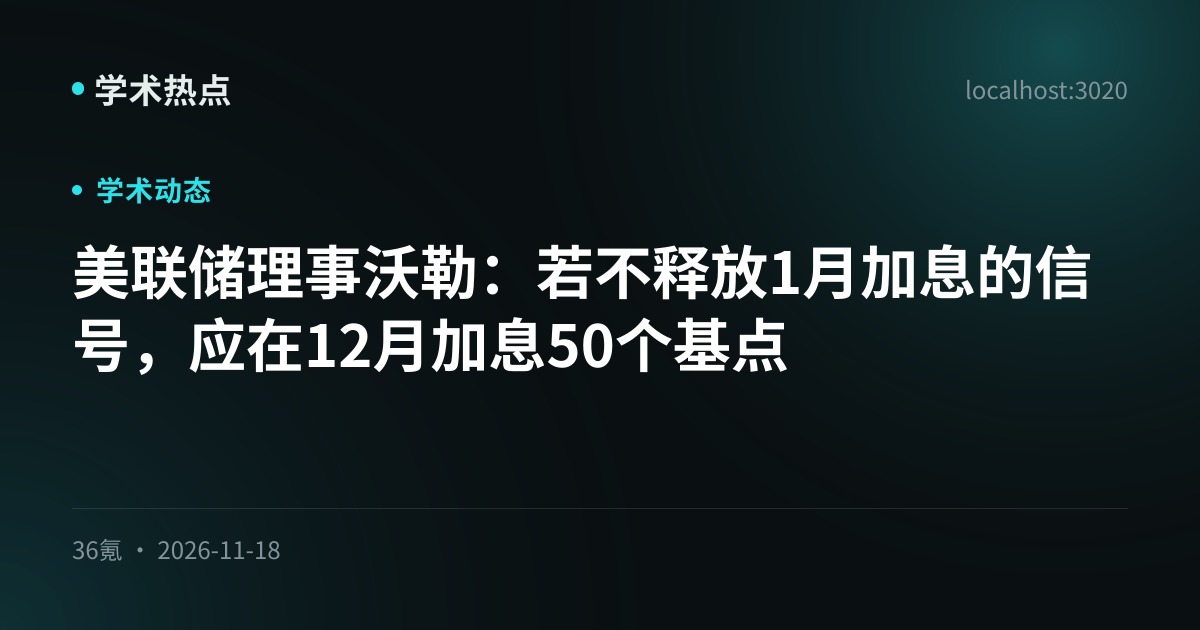 学术热点
localhost:3020
学术动态
美联储理事沃勒：若不释放1月加息的信
号，应在12月加息50个基点
36氪 · 2026-11-18